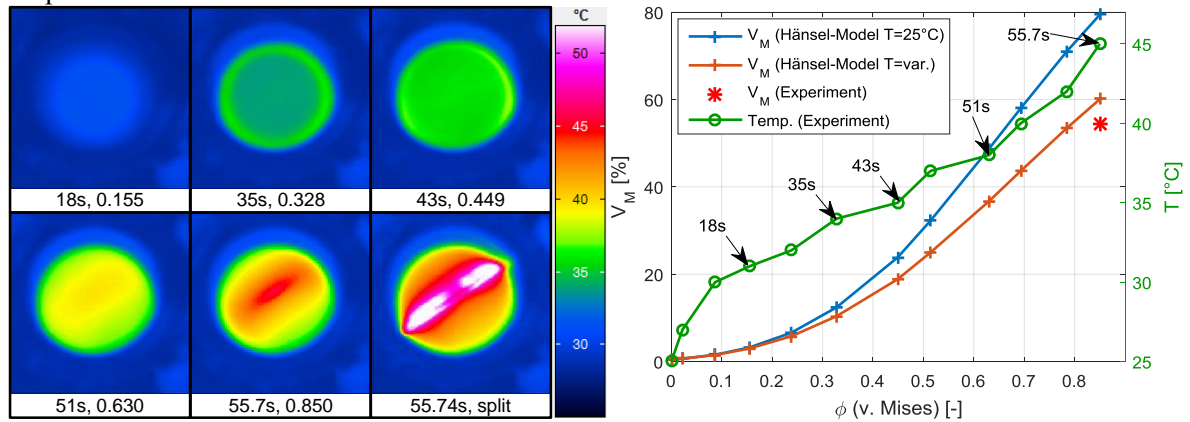 18s, 0.155
35s, 0.328
43s, 0.449
51s, 0.630
55.7s, 0.850
55.74s, split
°C
50
45
40
35
30
V_M [%]
80
60
40
20
0
V_M (Hänsel-Model T=25°C)
V_M (Hänsel-Model T=var.)
V_M (Experiment)
Temp. (Experiment)
18s
35s
43s
51s
55.7s
45
40
35
30
25
T [°C]
0 0.1 0.2 0.3 0.4 0.5 0.6 0.7 0.8
ϕ (v. Mises) [-]